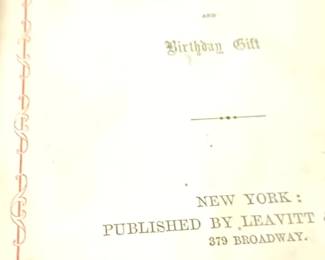 AND
Birthday Gift
NEW YORK:
PUBLISHED BY LEAVITT &
379 BROADWAY.